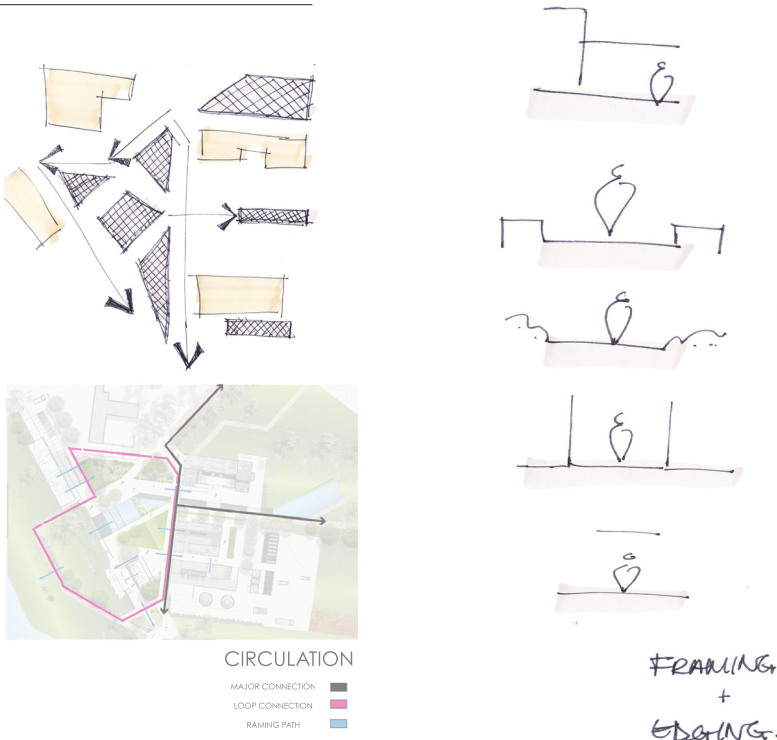 CIRCULATION
MAJOR CONNECTION
LOOP CONNECTION
RAMING PATH
FRAMING
+
EDGING.